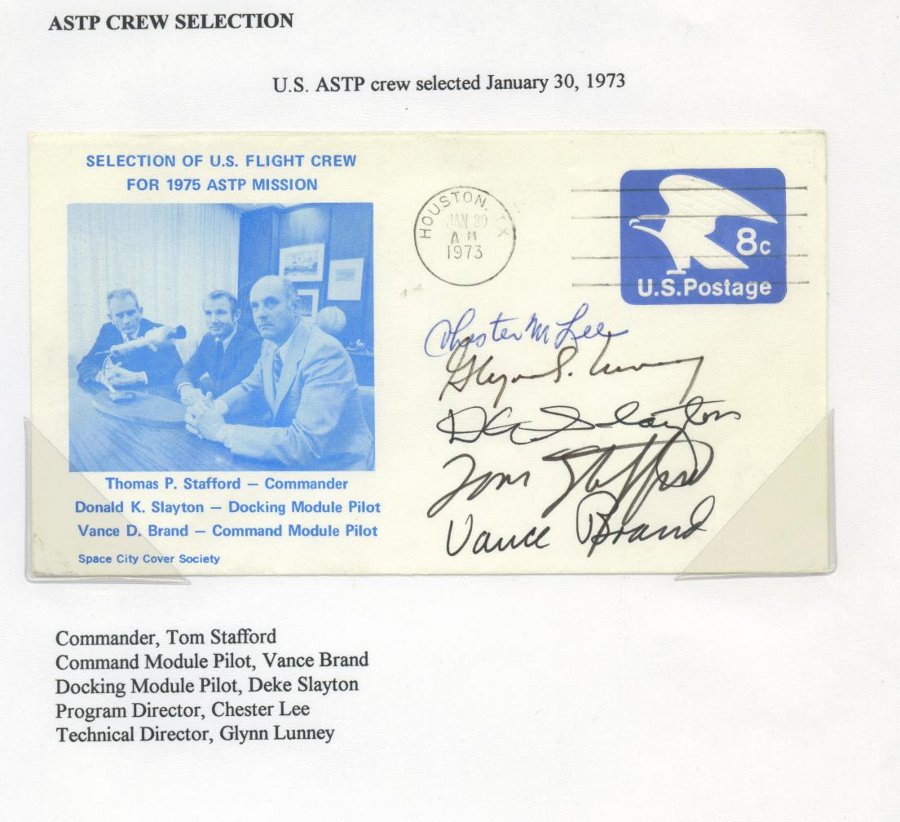 ASTP CREW SELECTION
U.S. ASTP crew selected January 30, 1973
SELECTION OF U.S. FLIGHT CREW
FOR 1975 ASTP MISSION
HOUSTON, TX
JAN 30
AM
1973
8c
U.S.Postage
Chester M Lee
Glynn S. Lunney
DK Slayton
Tom Stafford
Vance Brand
Thomas P. Stafford – Commander
Donald K. Slayton – Docking Module Pilot
Vance D. Brand – Command Module Pilot
Space City Cover Society
Commander, Tom Stafford
Command Module Pilot, Vance Brand
Docking Module Pilot, Deke Slayton
Program Director, Chester Lee
Technical Director, Glynn Lunney